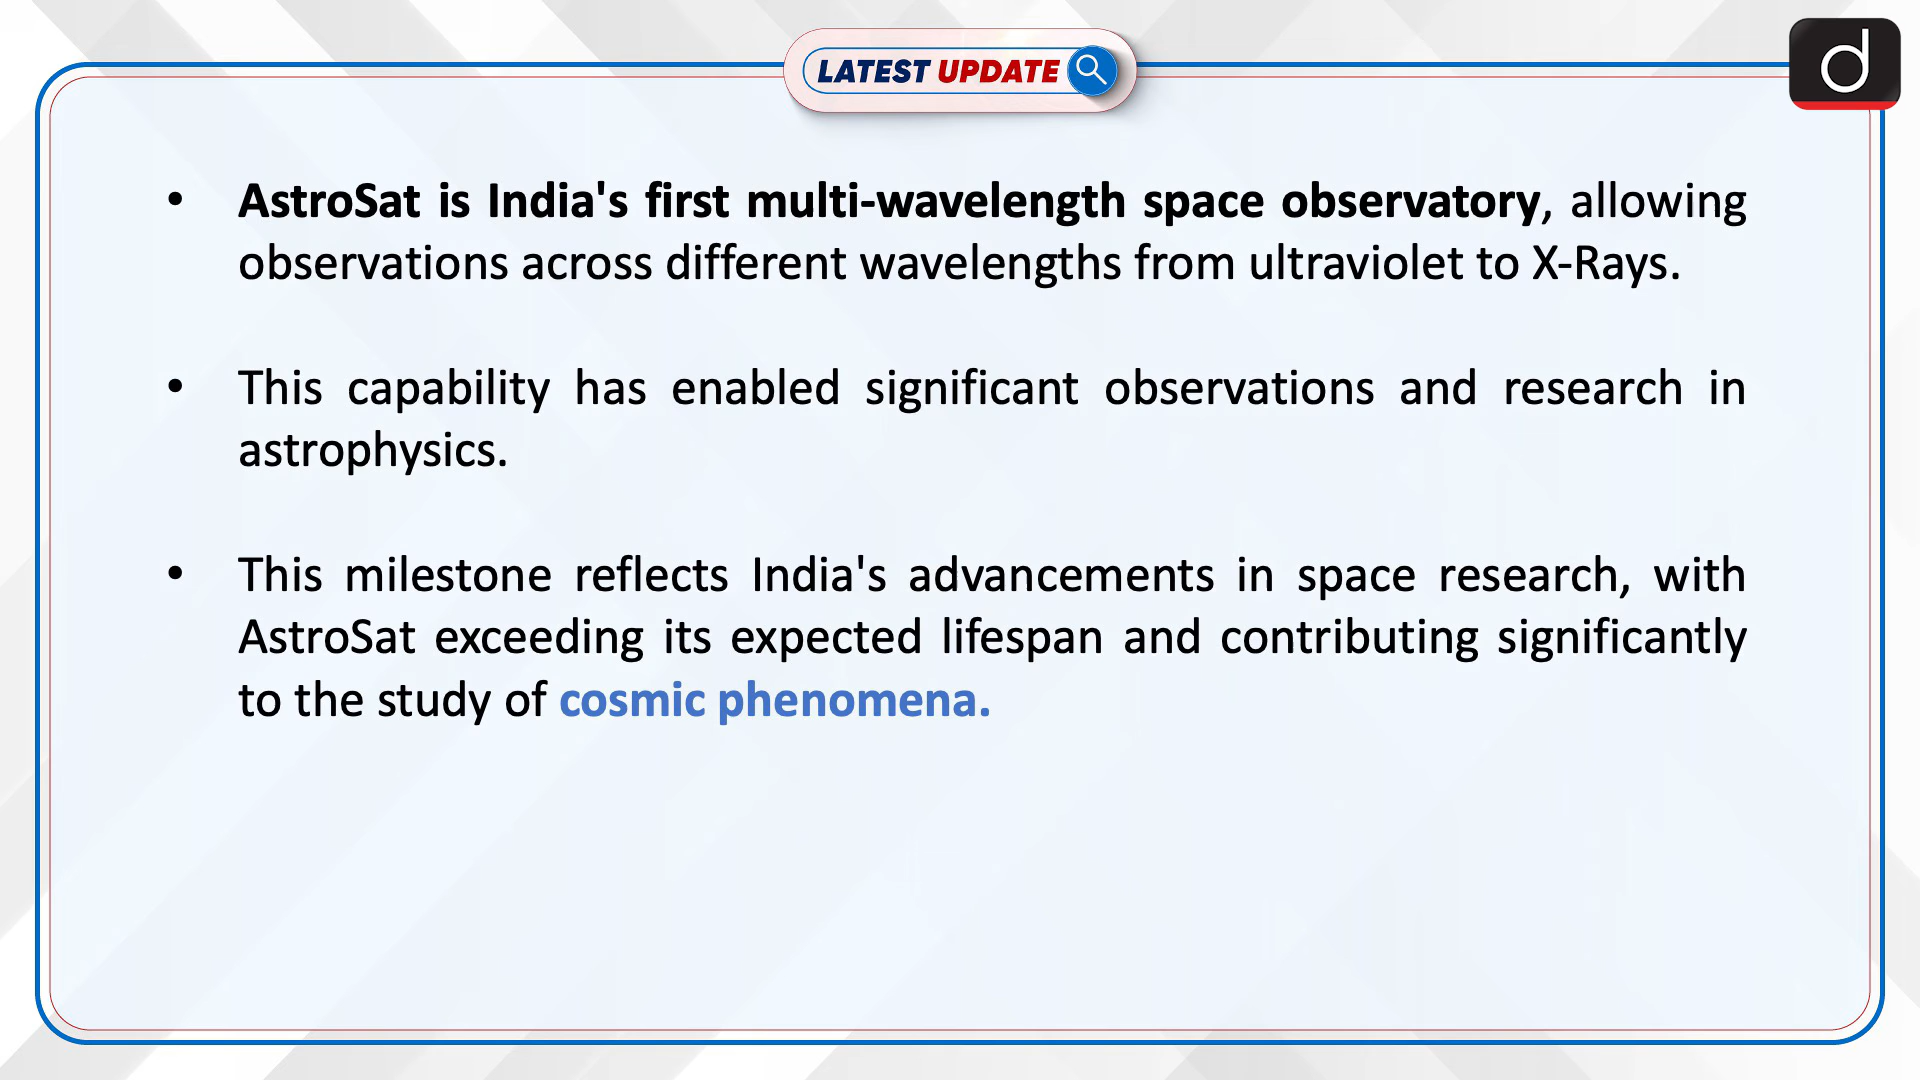 LATEST UPDATE
d
• AstroSat is India's first multi-wavelength space observatory, allowing
observations across different wavelengths from ultraviolet to X-Rays.
• This capability has enabled significant observations and research in
astrophysics.
• This milestone reflects India's advancements in space research, with
AstroSat exceeding its expected lifespan and contributing significantly
to the study of cosmic phenomena.